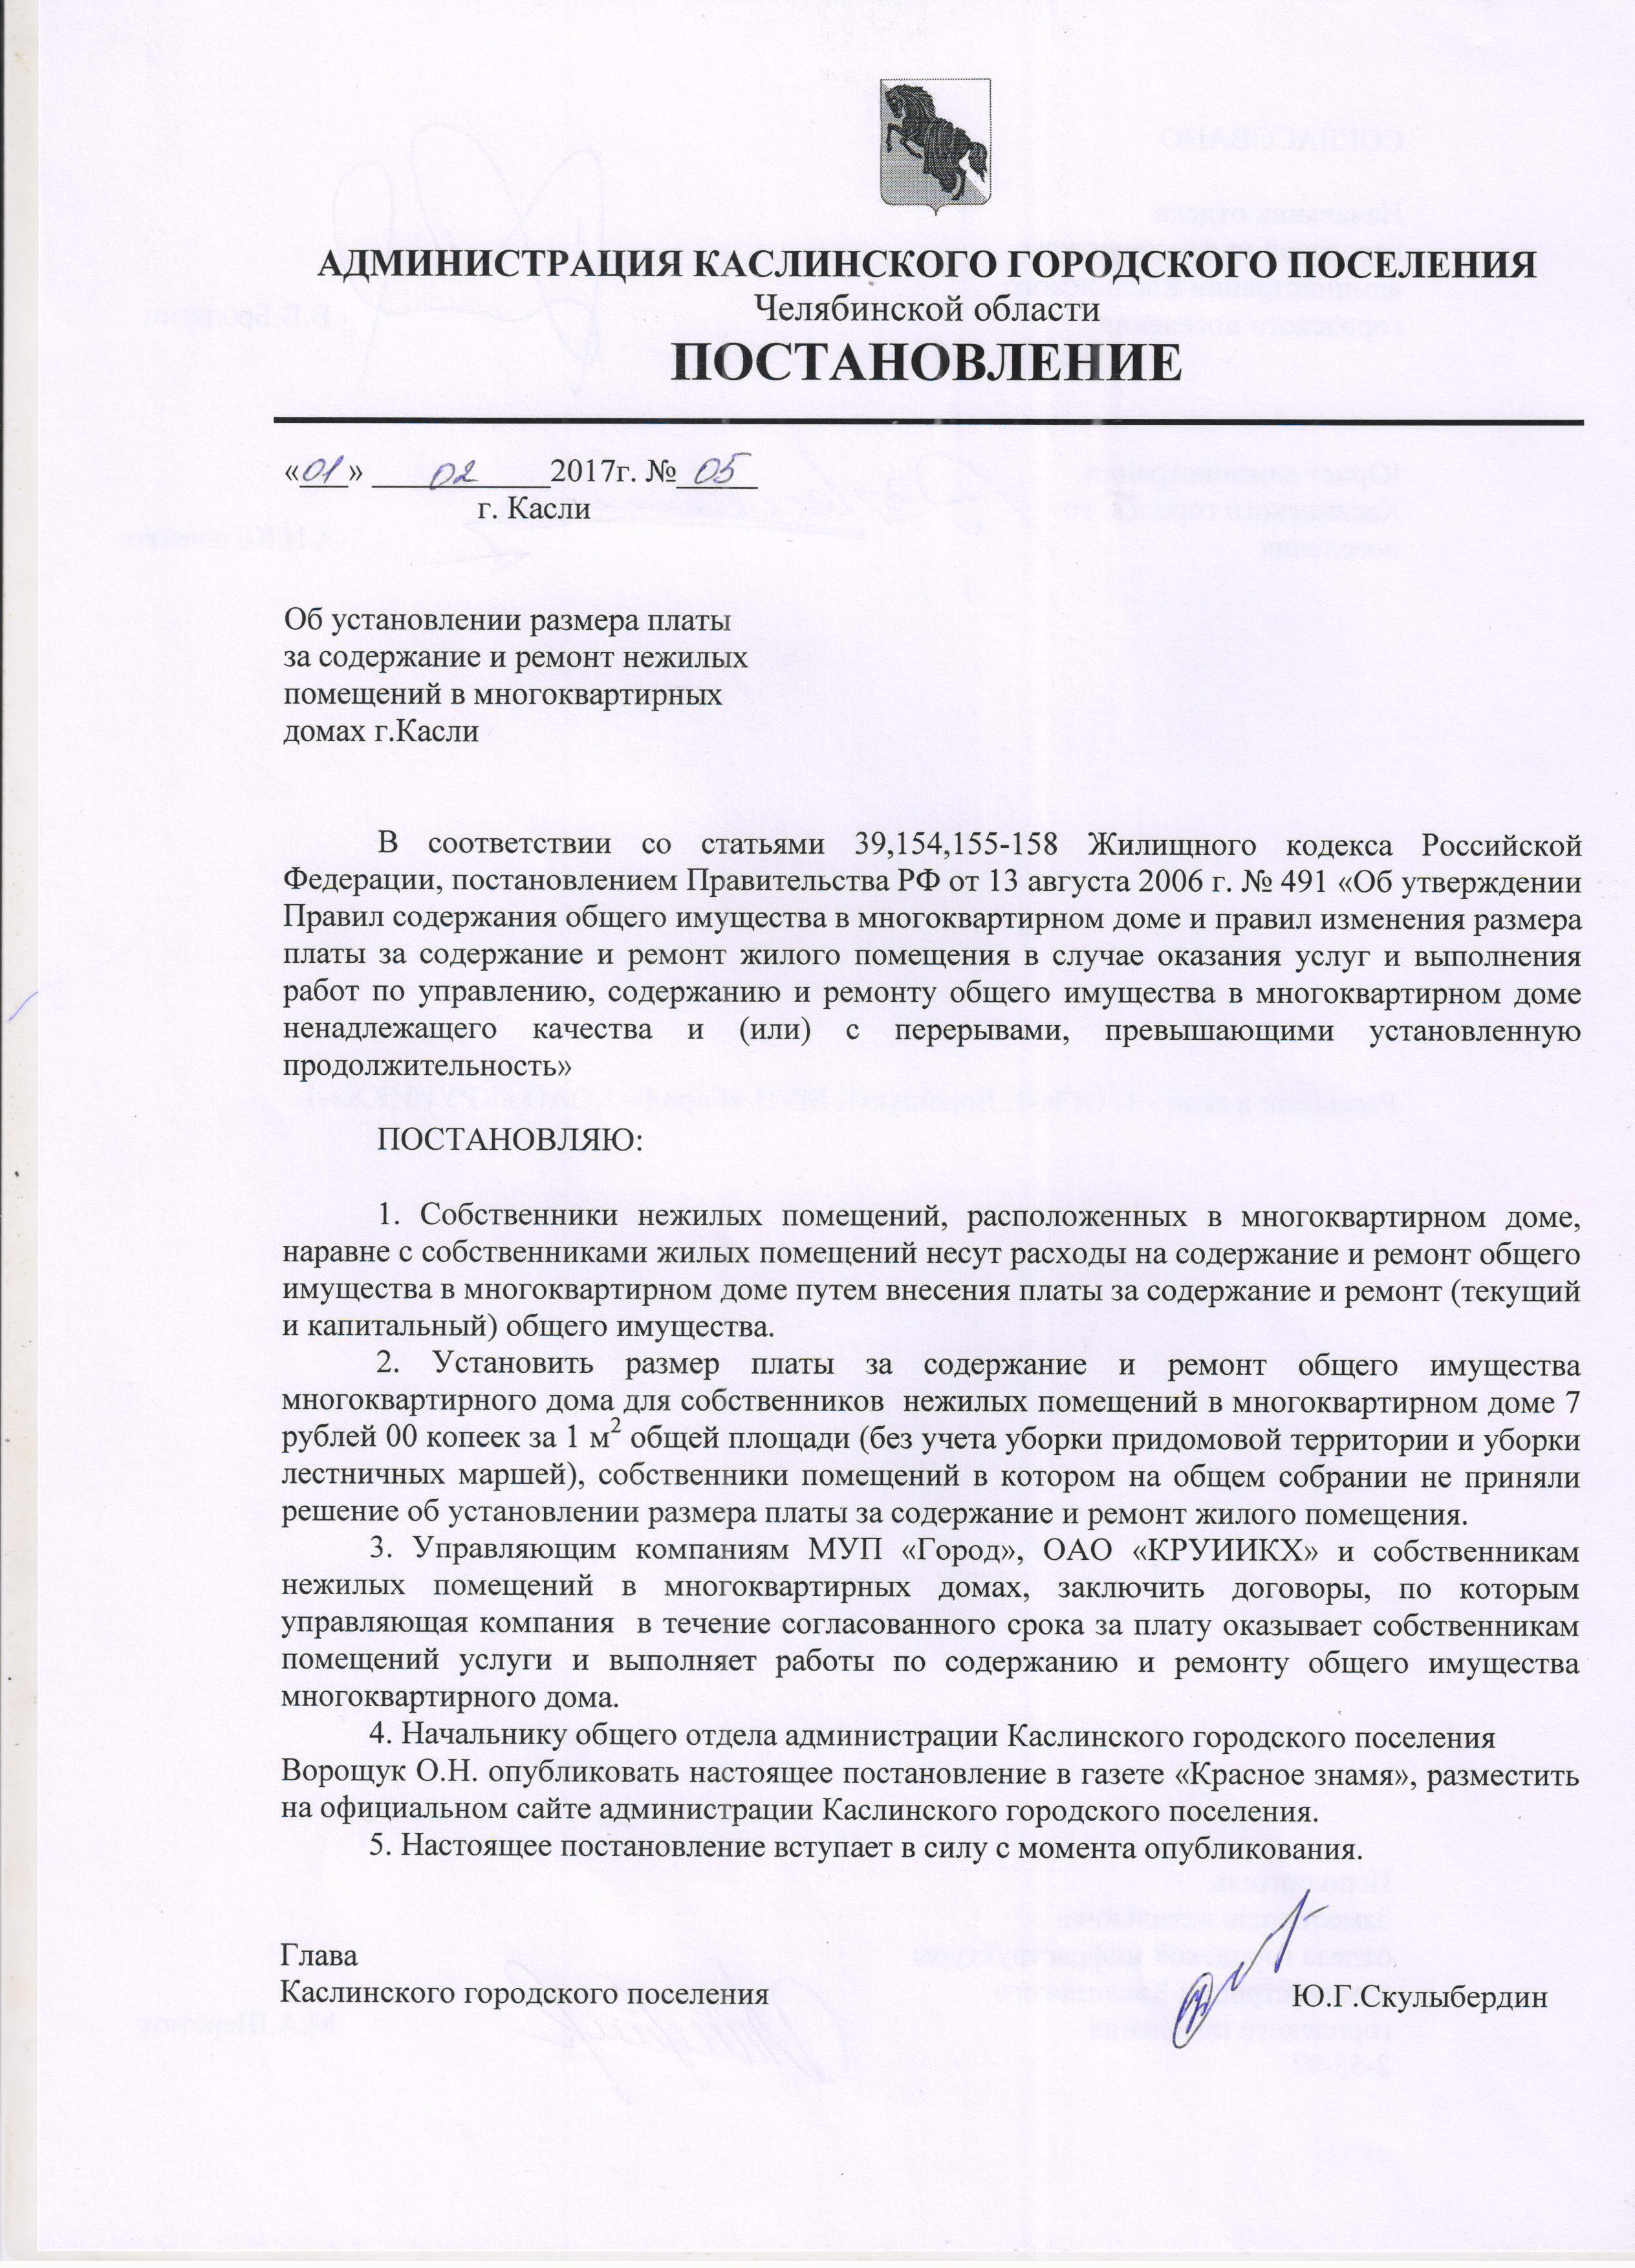 АДМИНИСТРАЦИЯ КАСЛИНСКОГО ГОРОДСКОГО ПОСЕЛЕНИЯ
Челябинской области
ПОСТАНОВЛЕНИЕ
«01» 02 2017г. № 05
г. Касли
Об установлении размера платы
за содержание и ремонт нежилых
помещений в многоквартирных
домах г.Касли
В соответствии со статьями 39,154,155-158 Жилищного кодекса Российской
Федерации, постановлением Правительства РФ от 13 августа 2006 г. № 491 «Об утверждении
Правил содержания общего имущества в многоквартирном доме и правил изменения размера
платы за содержание и ремонт жилого помещения в случае оказания услуг и выполнения
работ по управлению, содержанию и ремонту общего имущества в многоквартирном доме
ненадлежащего качества и (или) с перерывами, превышающими установленную
продолжительность»
ПОСТАНОВЛЯЮ:
1. Собственники нежилых помещений, расположенных в многоквартирном доме,
наравне с собственниками жилых помещений несут расходы на содержание и ремонт общего
имущества в многоквартирном доме путем внесения платы за содержание и ремонт (текущий
и капитальный) общего имущества.
2. Установить размер платы за содержание и ремонт общего имущества
многоквартирного дома для собственников нежилых помещений в многоквартирном доме 7
рублей 00 копеек за 1 м² общей площади (без учета уборки придомовой территории и уборки
лестничных маршей), собственники помещений в котором на общем собрании не приняли
решение об установлении размера платы за содержание и ремонт жилого помещения.
3. Управляющим компаниям МУП «Город», ОАО «КРУИИКХ» и собственникам
нежилых помещений в многоквартирных домах, заключить договоры, по которым
управляющая компания в течение согласованного срока за плату оказывает собственникам
помещений услуги и выполняет работы по содержанию и ремонту общего имущества
многоквартирного дома.
4. Начальнику общего отдела администрации Каслинского городского поселения
Ворощук О.Н. опубликовать настоящее постановление в газете «Красное знамя», разместить
на официальном сайте администрации Каслинского городского поселения.
5. Настоящее постановление вступает в силу с момента опубликования.
Глава
Каслинского городского поселения Ю.Г.Скулыбердин